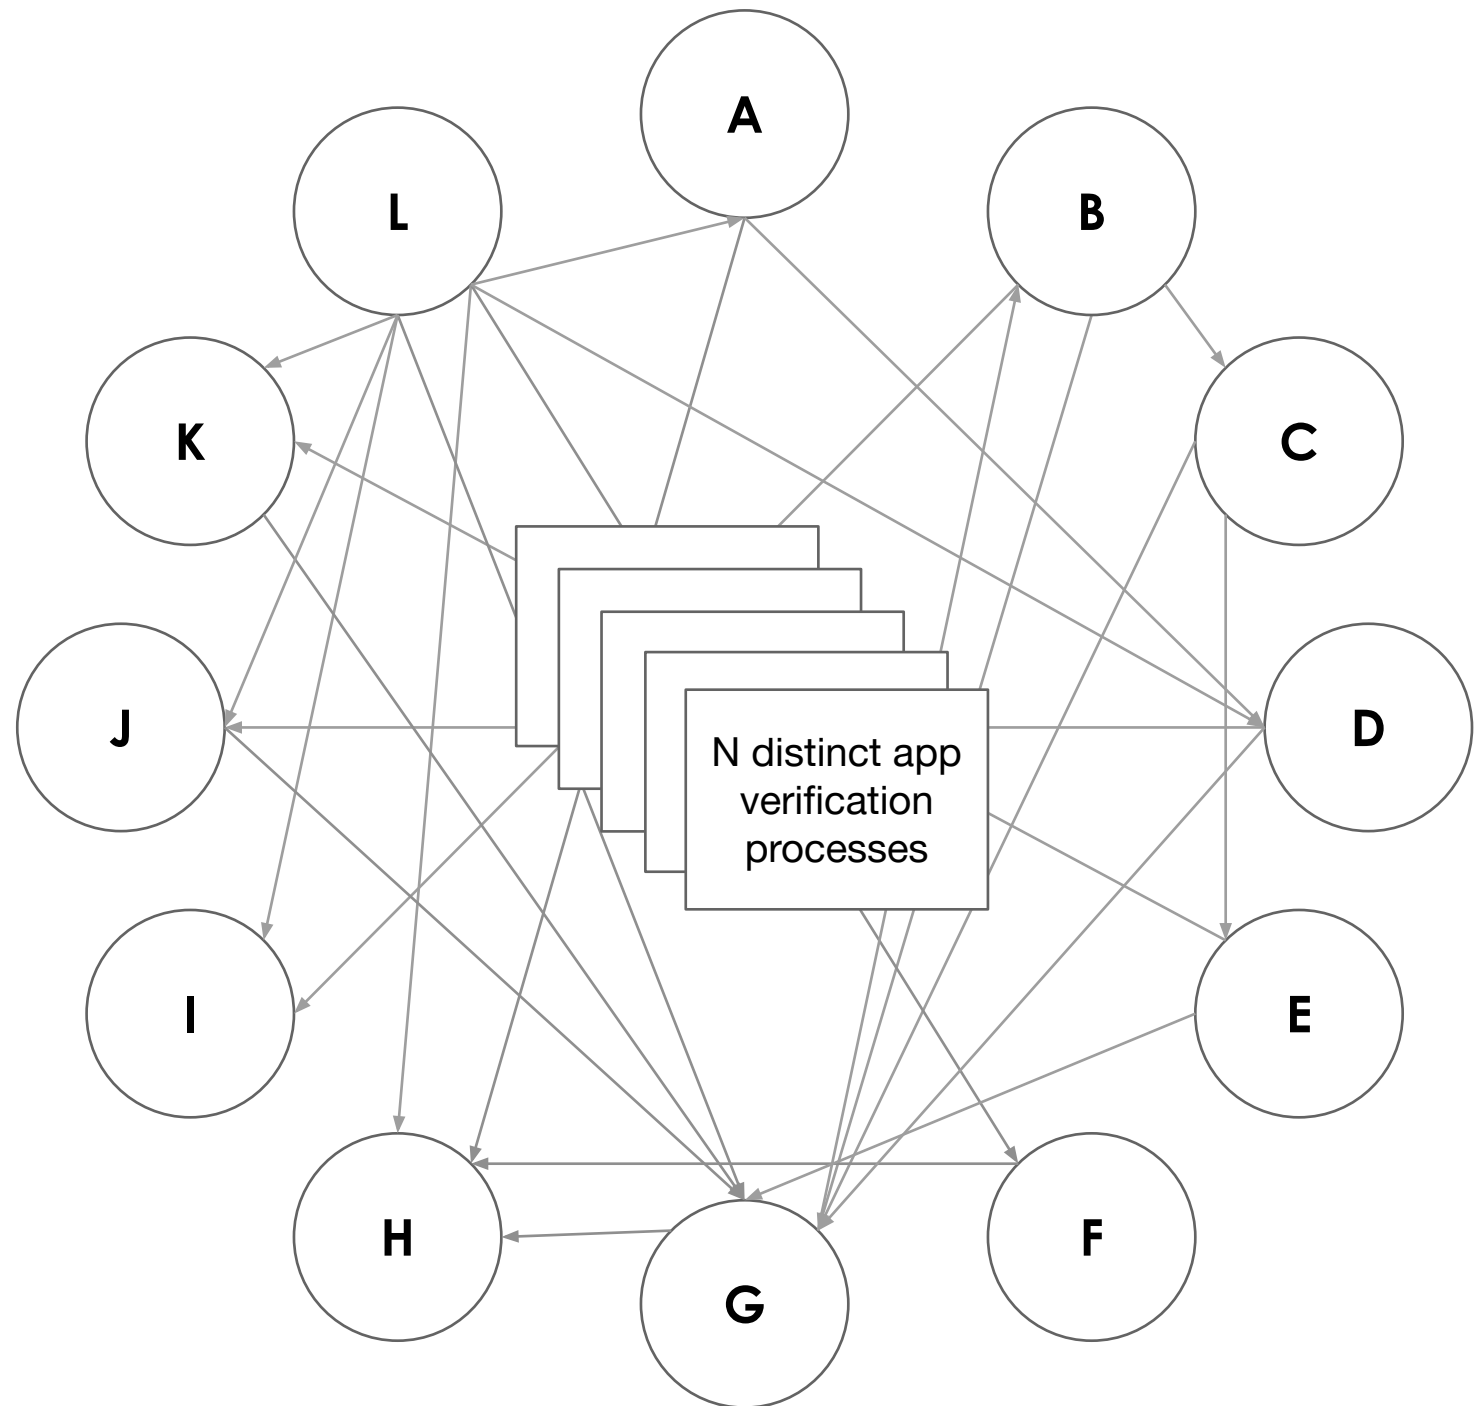 A
L
B
K
C
J
D
N distinct app
verification
processes
I
E
H
F
G